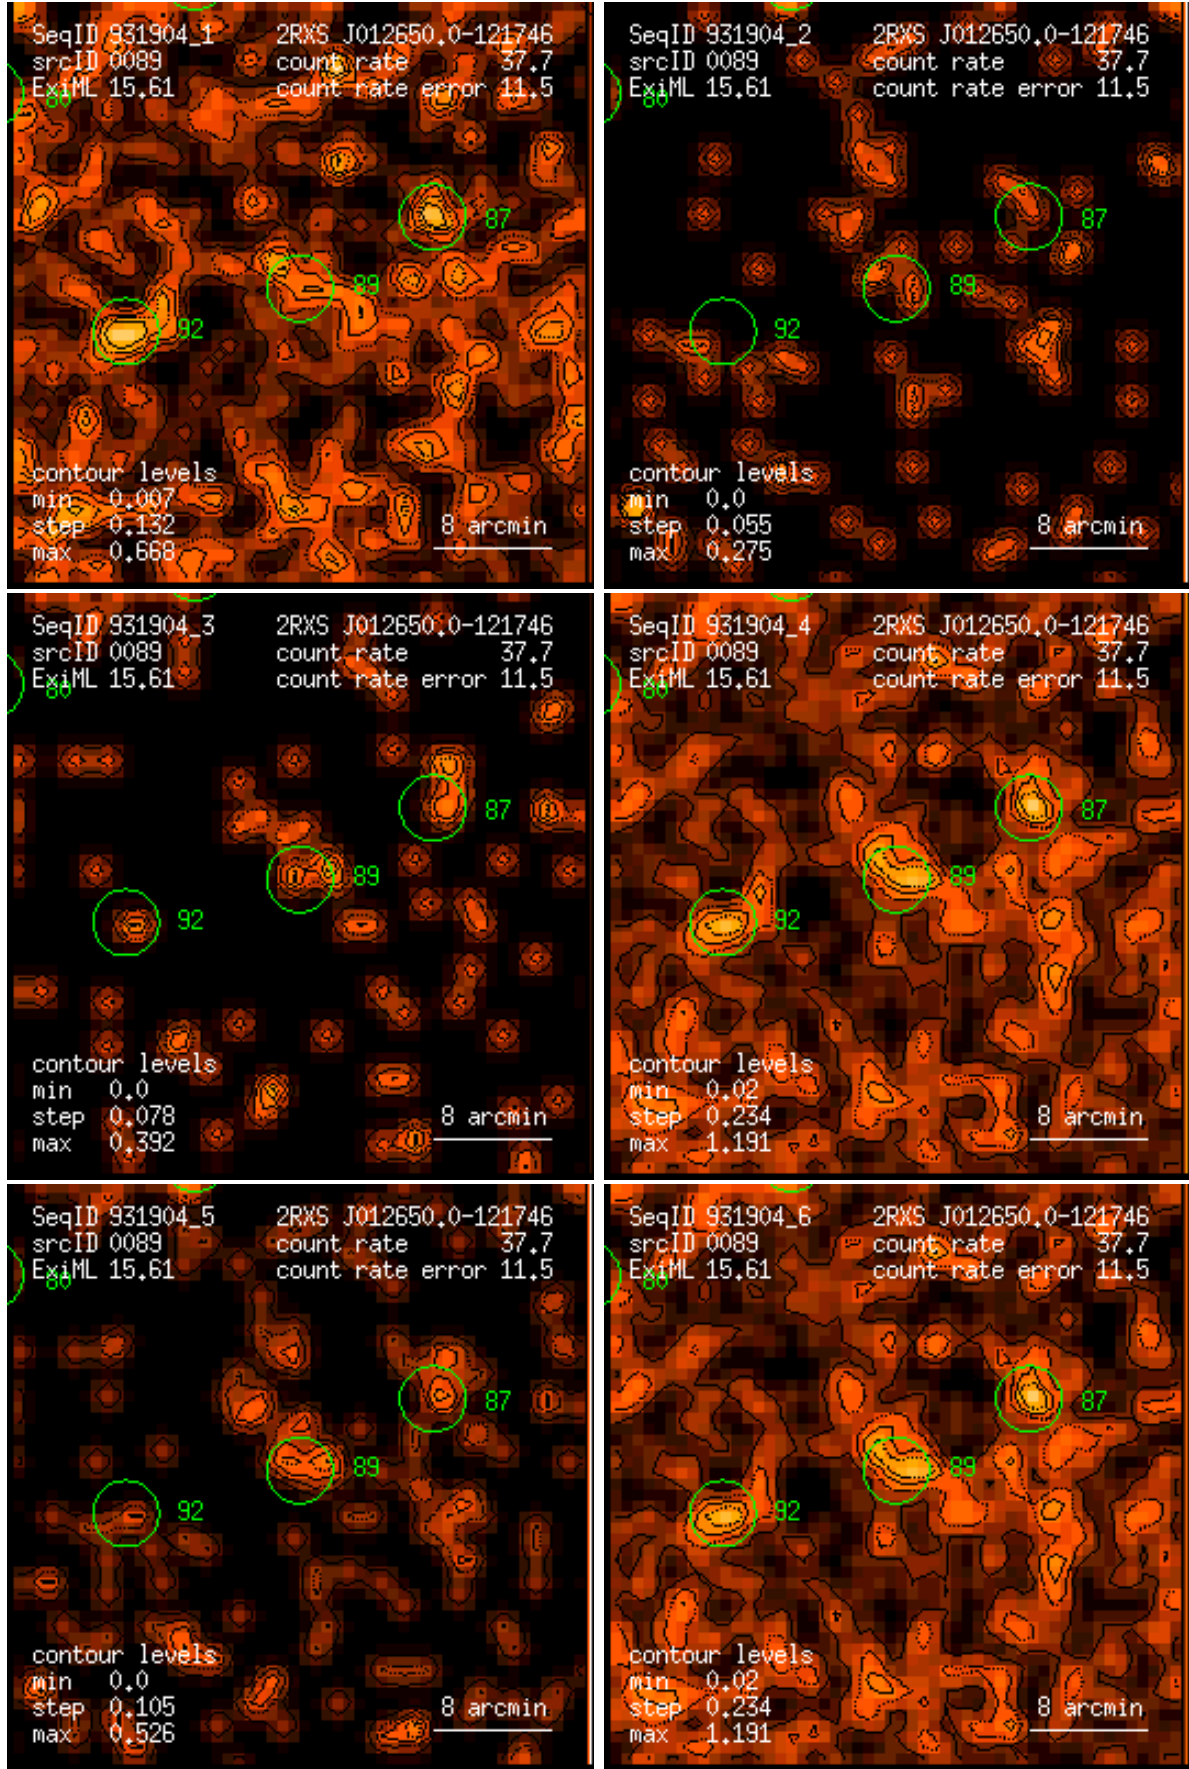 SeqID 931904_1 2RXS J012650.0-121746
srcID 0089 count rate 37.7
ExiML 15.61 count rate error 11.5
80
87
89
92
contour levels
min 0.007
step 0.132 8 arcmin
max 0.668
SeqID 931904_2 2RXS J012650.0-121746
srcID 0089 count rate 37.7
ExiML 15.61 count rate error 11.5
80
87
89
92
contour levels
min 0.0
step 0.055 8 arcmin
max 0.275
SeqID 931904_3 2RXS J012650.0-121746
srcID 0089 count rate 37.7
ExiML 15.61 count rate error 11.5
80
87
89
92
contour levels
min 0.0
step 0.078 8 arcmin
max 0.392
SeqID 931904_4 2RXS J012650.0-121746
srcID 0089 count rate 37.7
ExiML 15.61 count rate error 11.5
80
87
89
92
contour levels
min 0.02
step 0.234 8 arcmin
max 1.191
SeqID 931904_5 2RXS J012650.0-121746
srcID 0089 count rate 37.7
ExiML 15.61 count rate error 11.5
80
87
89
92
contour levels
min 0.0
step 0.105 8 arcmin
max 0.526
SeqID 931904_6 2RXS J012650.0-121746
srcID 0089 count rate 37.7
ExiML 15.61 count rate error 11.5
80
87
89
92
contour levels
min 0.02
step 0.234 8 arcmin
max 1.191